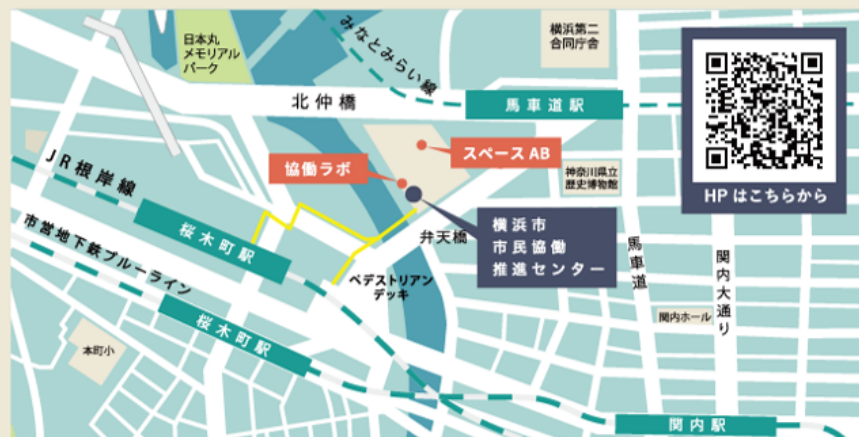 日本丸
メモリアル
パーク
みなとみらい線
横浜第二
合同庁舎
北仲橋
馬車道駅
スペースAB
協働ラボ
神奈川県立
歴史博物館
HPはこちらから
JR根岸線
桜木町駅
横浜市
市民協働
推進センター
弁天橋
馬車道
関内大通り
市営地下鉄ブルーライン
ペデストリアン
デッキ
桜木町駅
関内ホール
本町小
関内駅